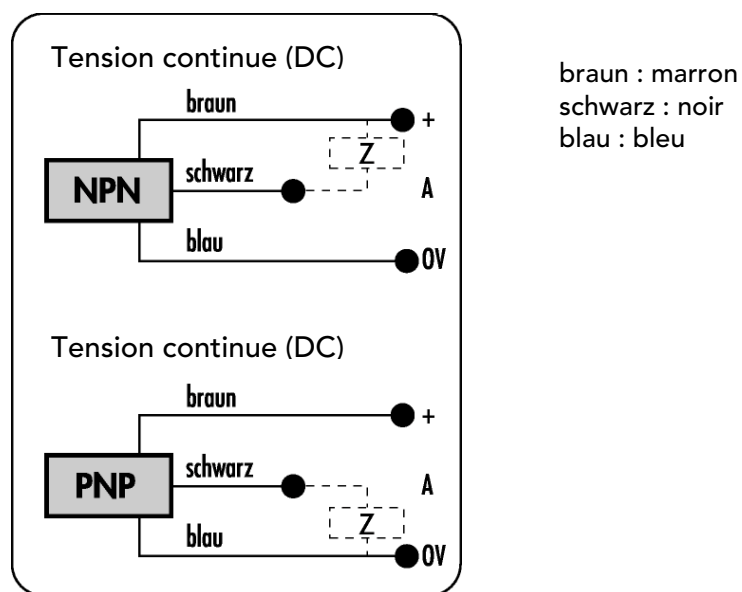 Tension continue (DC)
braun
+
Z
schwarz
NPN
A
blau
0V
Tension continue (DC)
braun
+
schwarz
PNP
A
Z
blau
0V
braun : marron
schwarz : noir
blau : bleu